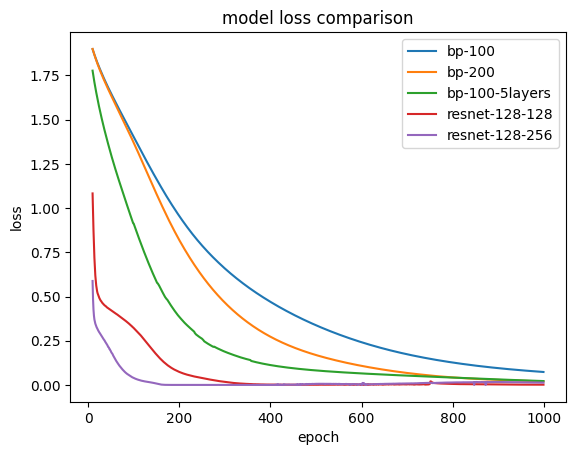 model loss comparison
bp-100
bp-200
bp-100-5layers
resnet-128-128
resnet-128-256
loss
1.75
1.50
1.25
1.00
0.75
0.50
0.25
0.00
0 200 400 600 800 1000
epoch